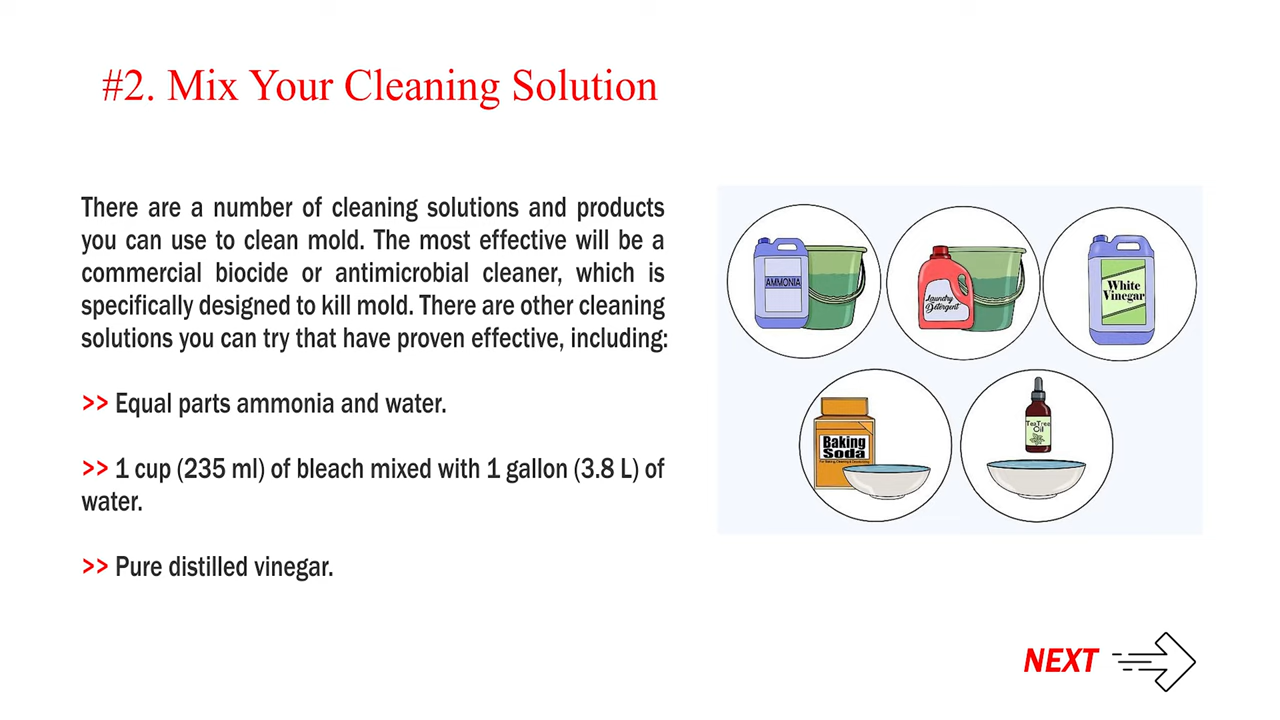 #2. Mix Your Cleaning Solution
There are a number of cleaning solutions and products
you can use to clean mold. The most effective will be a
commercial biocide or antimicrobial cleaner, which is
specifically designed to kill mold. There are other cleaning
solutions you can try that have proven effective, including:
>> Equal parts ammonia and water.
>> 1 cup (235 ml) of bleach mixed with 1 gallon (3.8 L) of
water.
>> Pure distilled vinegar.
AMMONIA
Laundry
Detergent
White
Vinegar
Baking
Soda
Tea Tree
Oil
NEXT